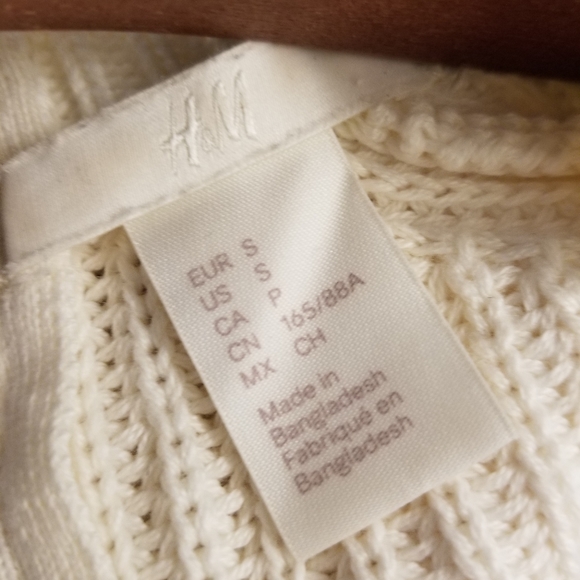 H&M
EUR S
US S
CA P
CN 165/88A
MX CH
Made in
Bangladesh
Fabriqué en
Bangladesh